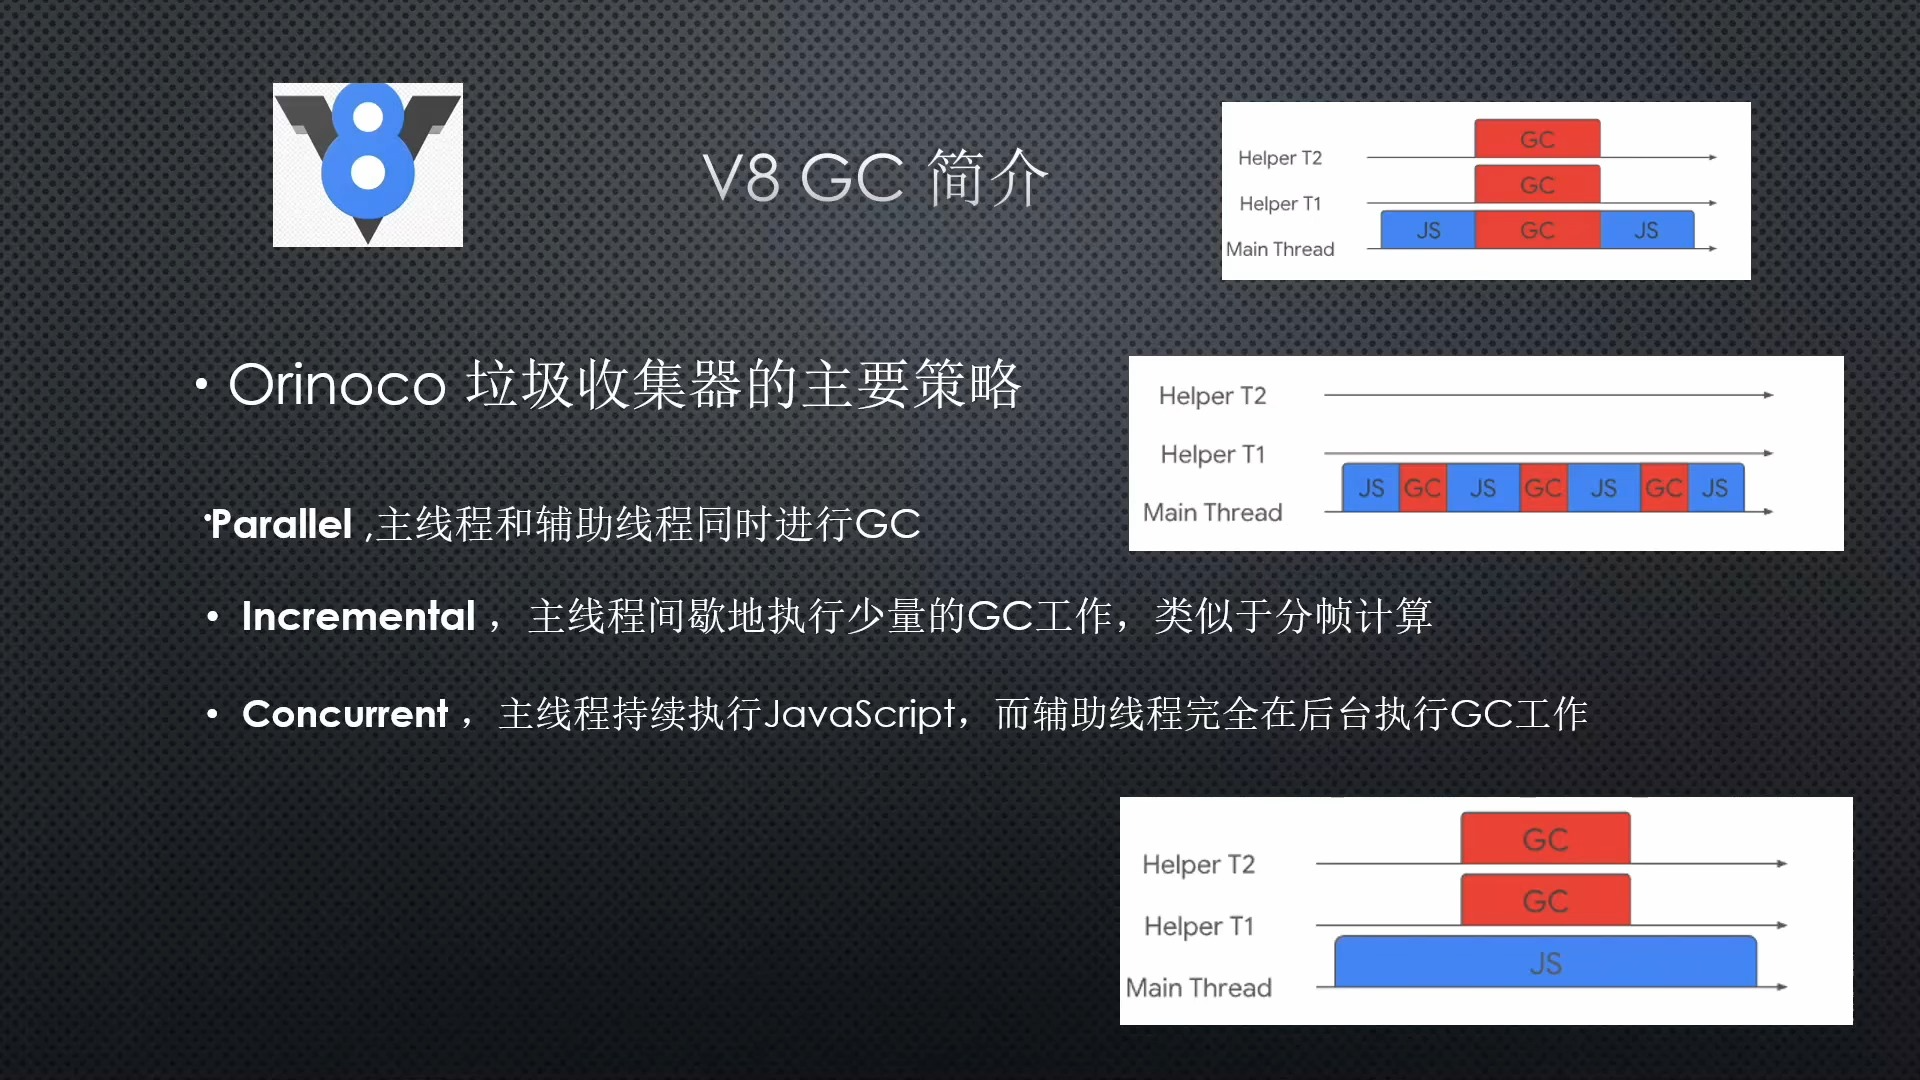 V8 GC 简介
Helper T2
GC
Helper T1
GC
Main Thread
JS GC JS
• Orinoco 垃圾收集器的主要策略
Helper T2
Helper T1
Main Thread
JS GC JS GC JS GC JS
•Parallel ,主线程和辅助线程同时进行GC
• Incremental ，主线程间歇地执行少量的GC工作，类似于分帧计算
• Concurrent ，主线程持续执行JavaScript，而辅助线程完全在后台执行GC工作
Helper T2
GC
Helper T1
GC
Main Thread
JS